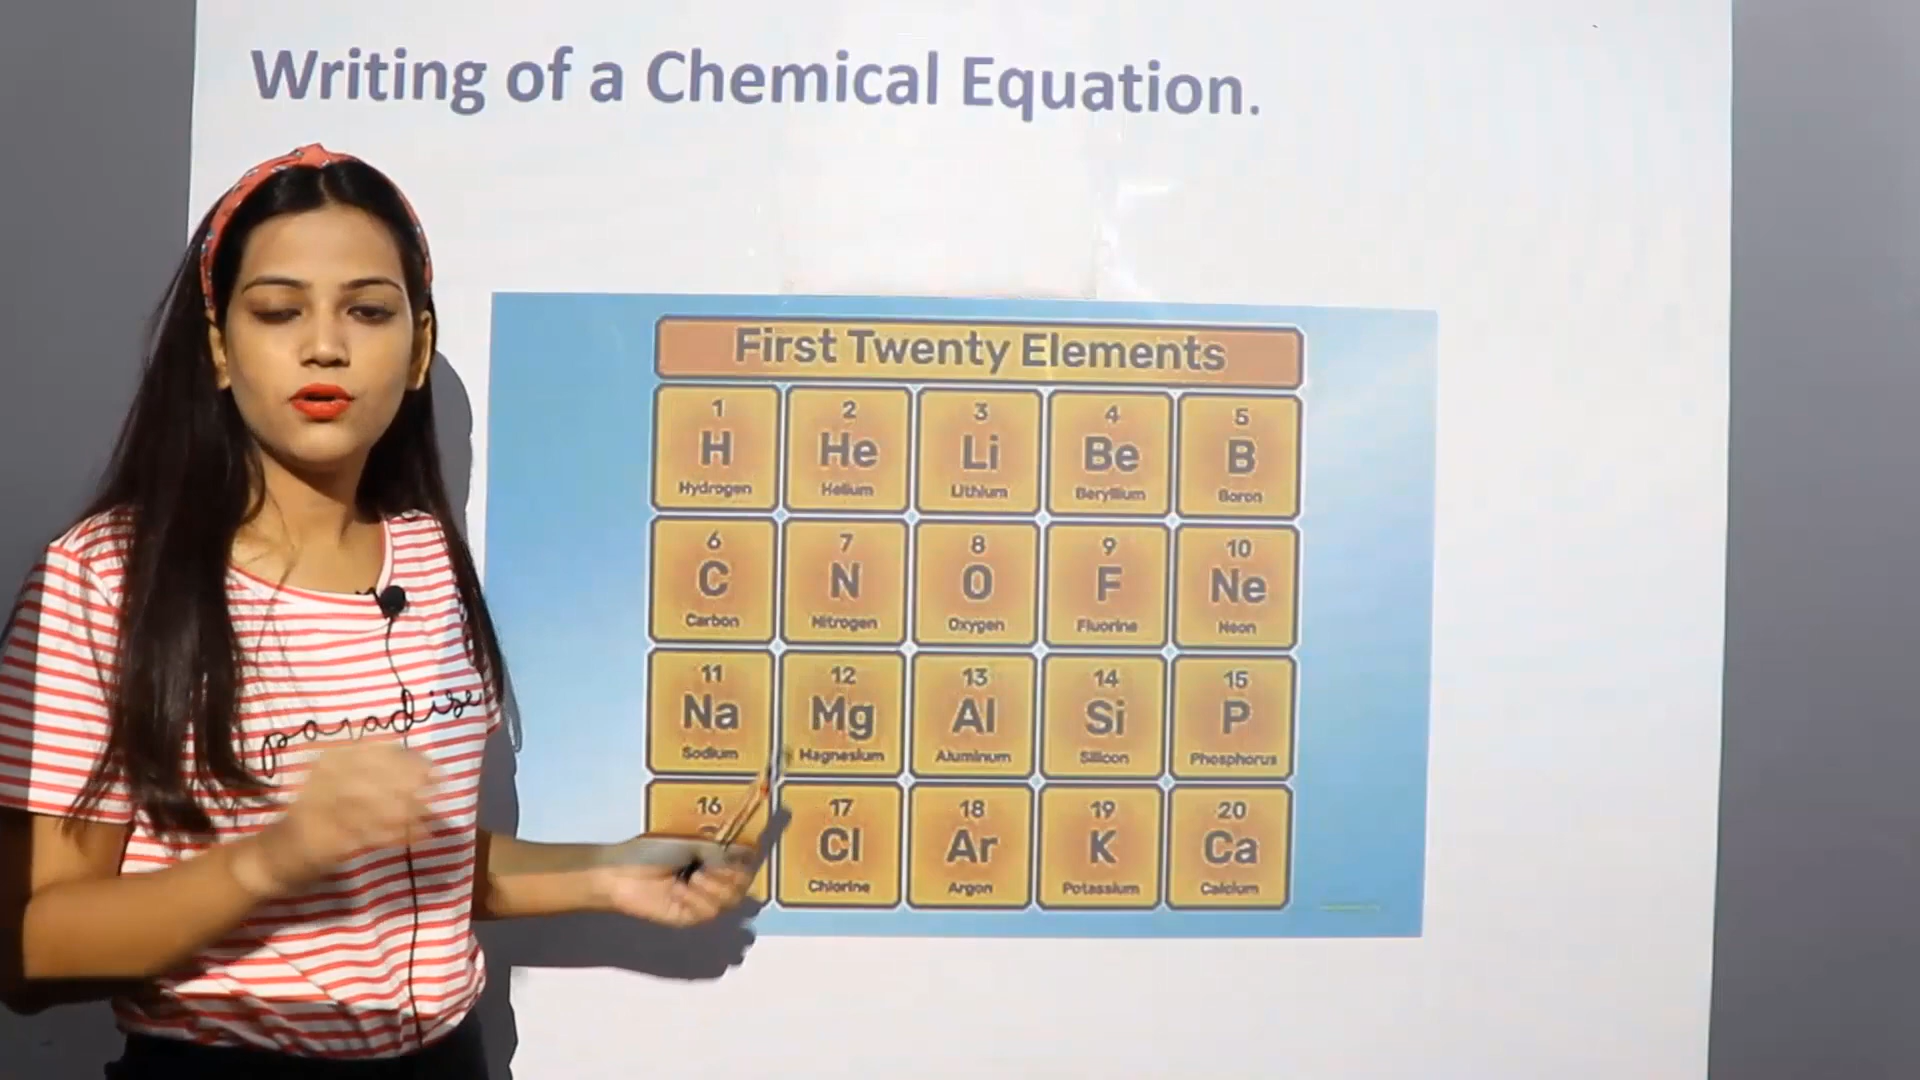 Writing of a Chemical Equation.
First Twenty Elements
1 2 3 4 5
H He Li Be B
Hydrogen Helium Lithium Beryllium Boron
6 7 8 9 10
C N O F Ne
Carbon Nitrogen Oxygen Fluorine Neon
11 12 13 14 15
Na Mg Al Si P
Sodium Magnesium Aluminum Silicon Phosphorus
16 17 18 19 20
Cl Ar K Ca
Chlorine Argon Potassium Calcium
paradise